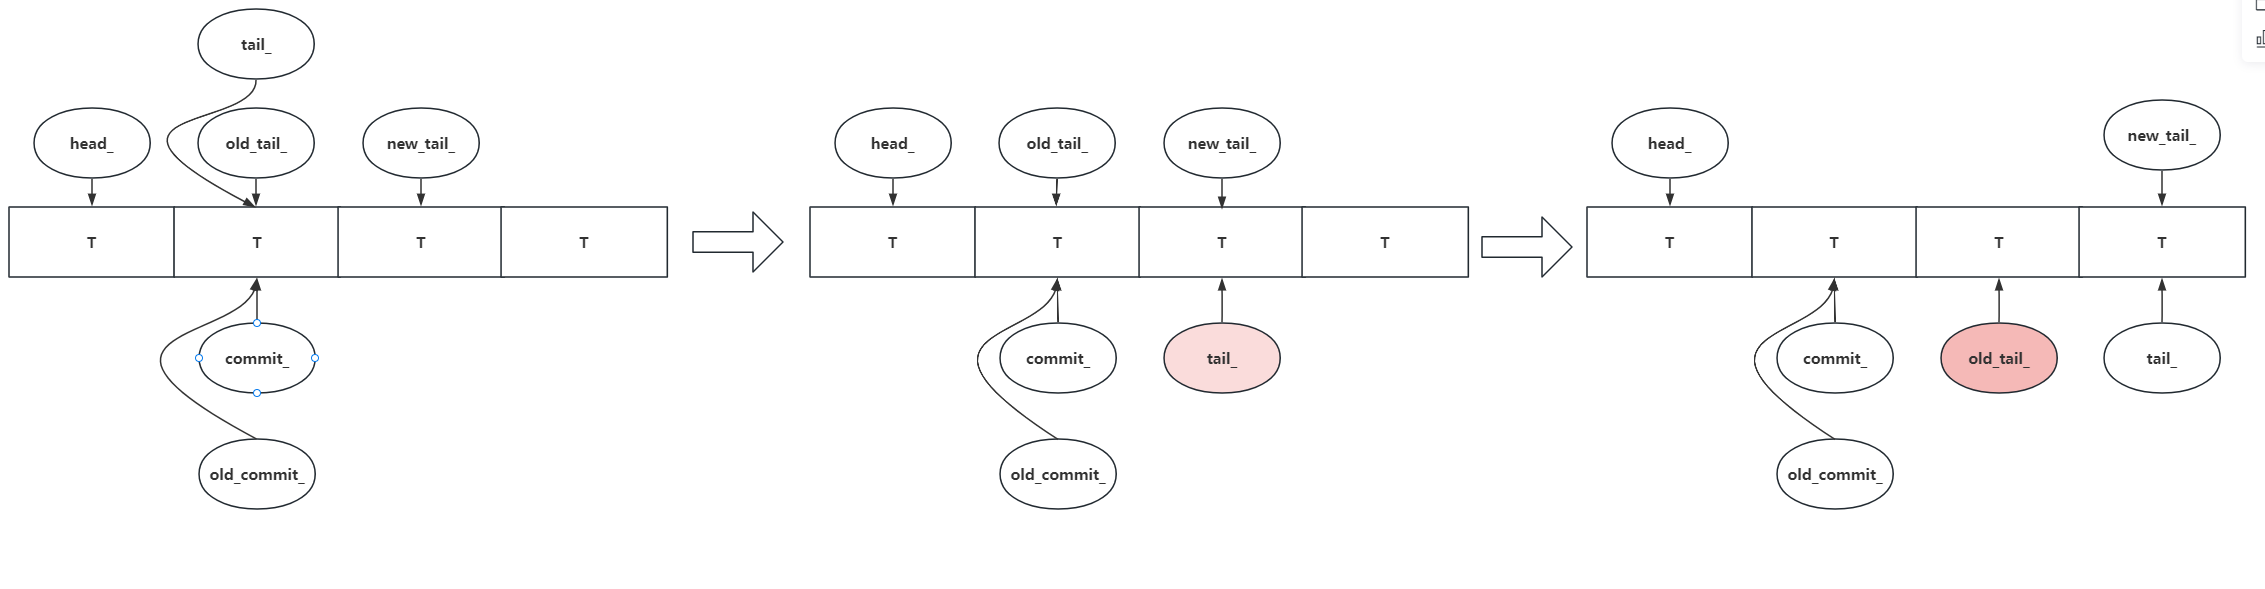 tail_
head_
old_tail_
new_tail_
T
T
T
T
commit_
old_commit_
head_
old_tail_
new_tail_
T
T
T
T
commit_
tail_
old_commit_
head_
new_tail_
T
T
T
T
commit_
old_tail_
tail_
old_commit_